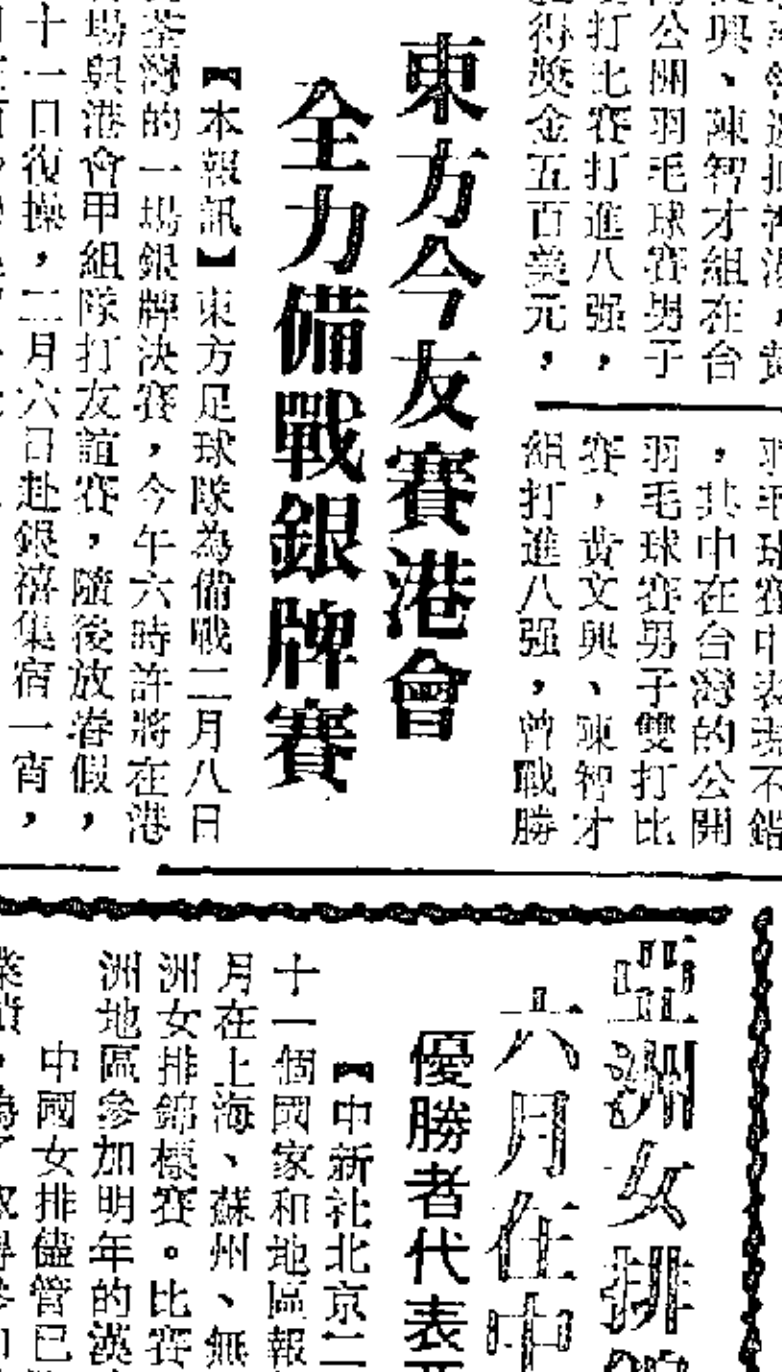 得獎金五百美元，
打比賽打進八强，
公開羽毛球賽男子
興、陳智才組在台
羽毛球賽中表現不錯
，其中在台灣的公開
羽毛球賽男子雙打比
賽，黃文興、陳智才
組打進八强，曾戰勝
東方今友賽港會
全力備戰銀牌賽
【本報訊】東方足球隊為備戰二月八日
荃灣的一場銀牌決賽，今午六時許將在港
場與港會甲組隊打友誼賽，隨後放春假，
十一日復操，二月六日赴銀禧集宿一宵，
亞洲女排
六月在中
優勝者代表
【中新社北京二
十一個國家和地區報
月在上海、蘇州、無
洲女排錦標賽。比賽
洲地區參加明年的漢
中國女排儘管已